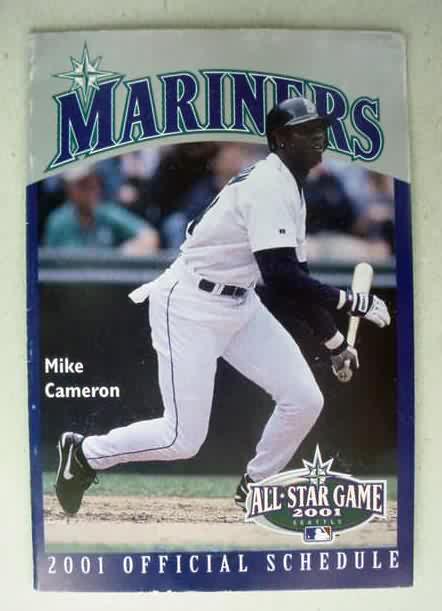 MARINERS
Mike
Cameron
ALL·STAR GAME
2001
SEATTLE
2001 OFFICIAL SCHEDULE